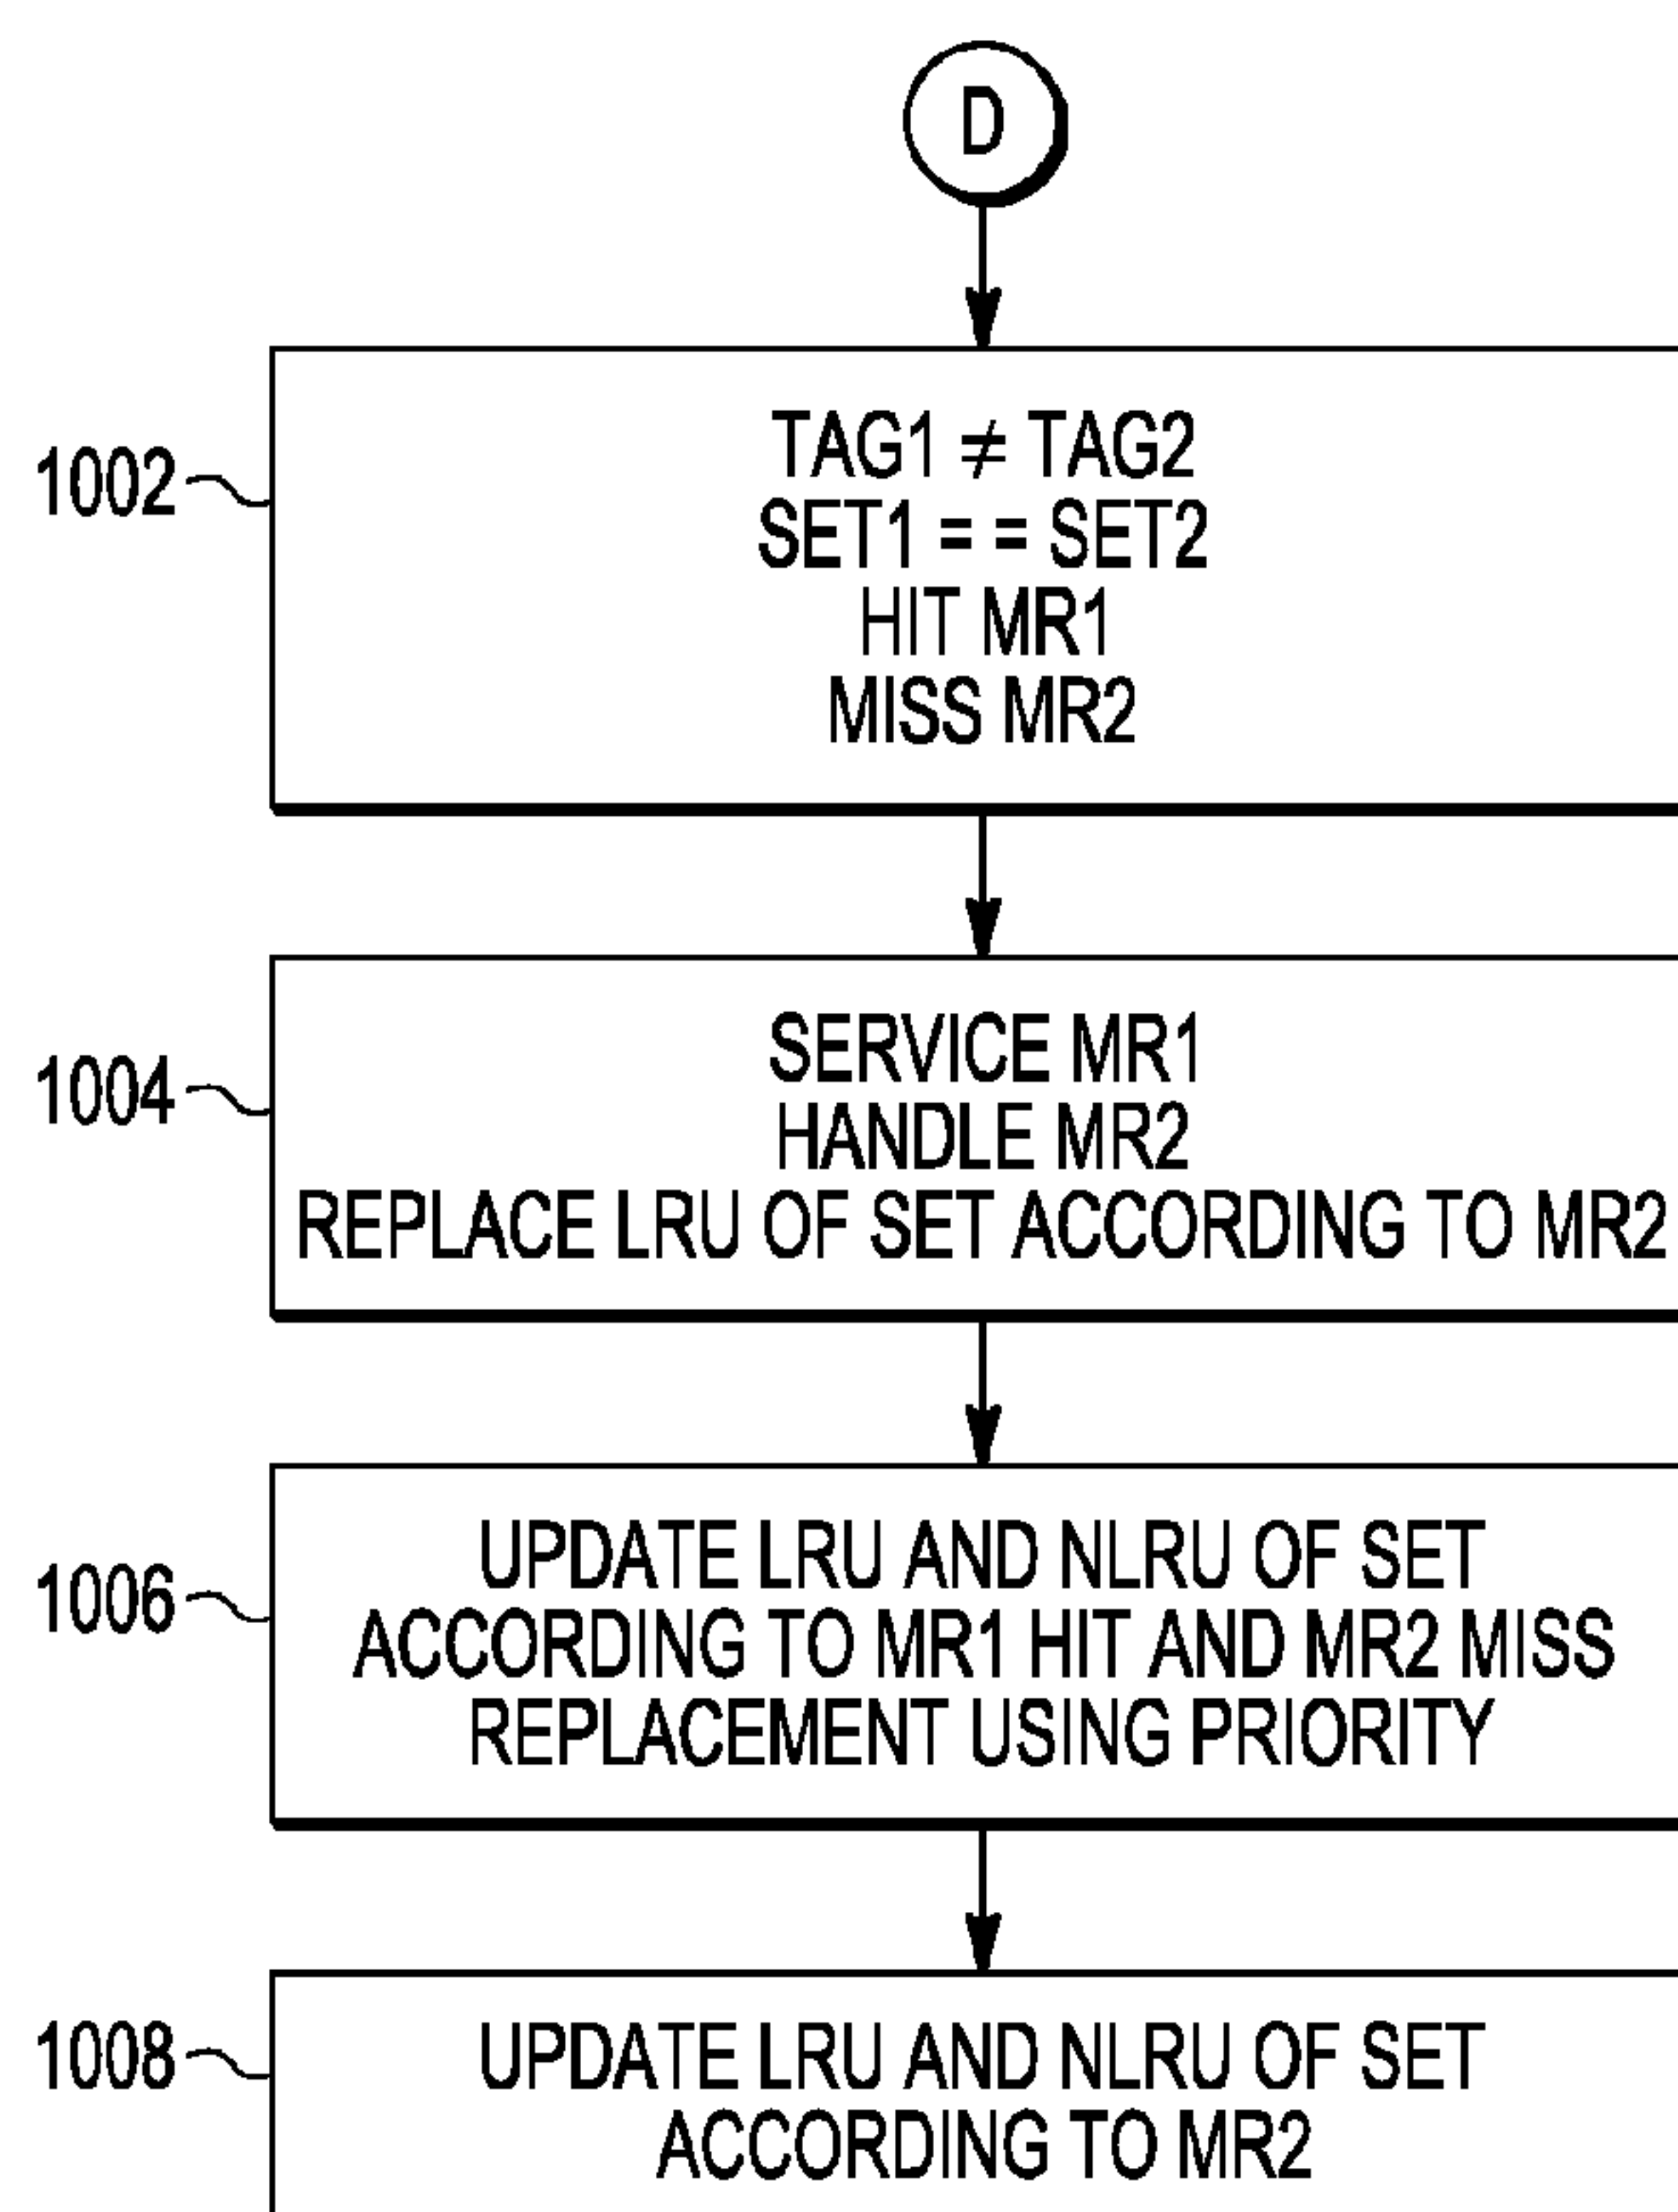 D
1002
TAG1 ≠ TAG2
SET1 == SET2
HIT MR1
MISS MR2
1004
SERVICE MR1
HANDLE MR2
REPLACE LRU OF SET ACCORDING TO MR2
1006
UPDATE LRU AND NLRU OF SET
ACCORDING TO MR1 HIT AND MR2 MISS
REPLACEMENT USING PRIORITY
1008
UPDATE LRU AND NLRU OF SET
ACCORDING TO MR2